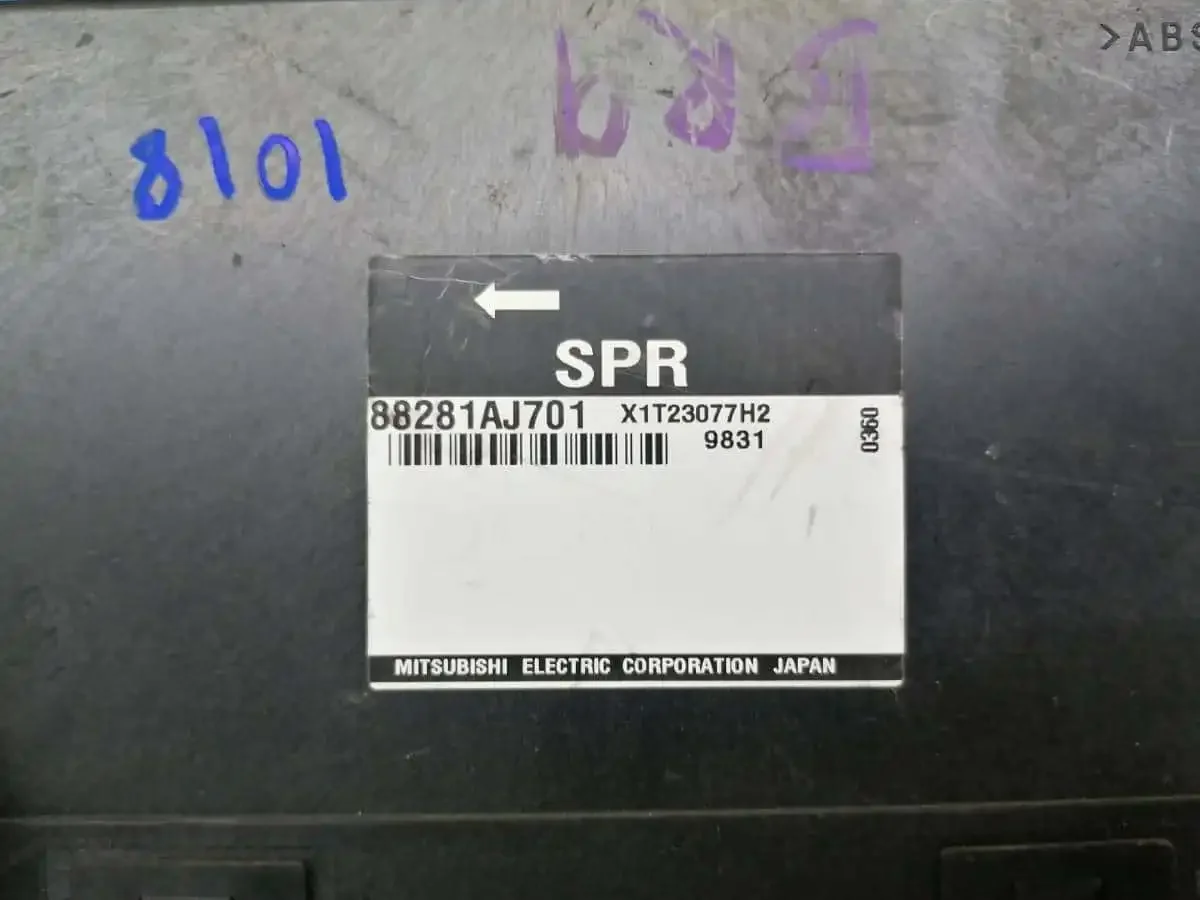 >ABS
8101
SPR
88281AJ701 X1T23077H2
9831
0360
MITSUBISHI ELECTRIC CORPORATION JAPAN